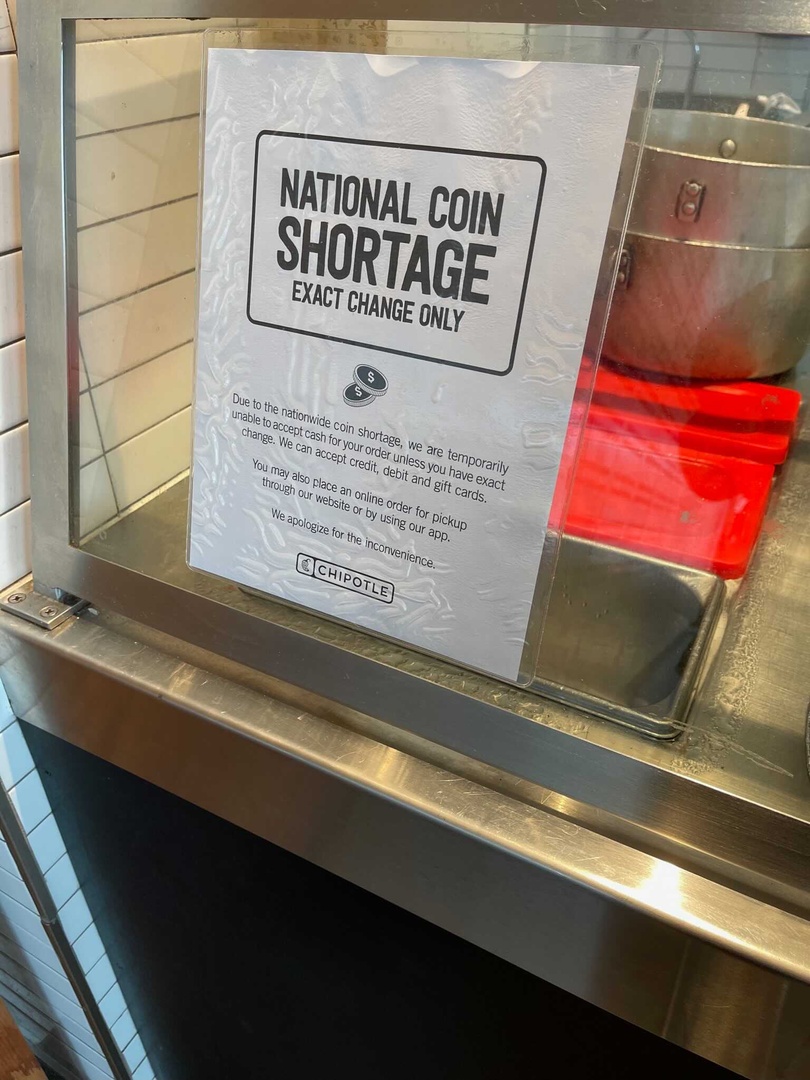 NATIONAL COIN
SHORTAGE
EXACT CHANGE ONLY
$
$
Due to the nationwide coin shortage, we are temporarily
unable to accept cash for your order unless you have exact
change. We can accept credit, debit and gift cards.
You may also place an online order for pickup
through our website or by using our app.
We apologize for the inconvenience.
CHIPOTLE